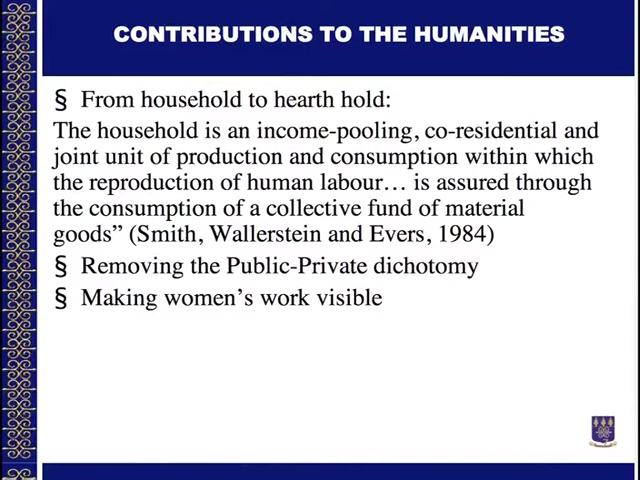 CONTRIBUTIONS TO THE HUMANITIES
§ From household to hearth hold:
The household is an income-pooling, co-residential and
joint unit of production and consumption within which
the reproduction of human labour… is assured through
the consumption of a collective fund of material
goods” (Smith, Wallerstein and Evers, 1984)
§ Removing the Public-Private dichotomy
§ Making women’s work visible